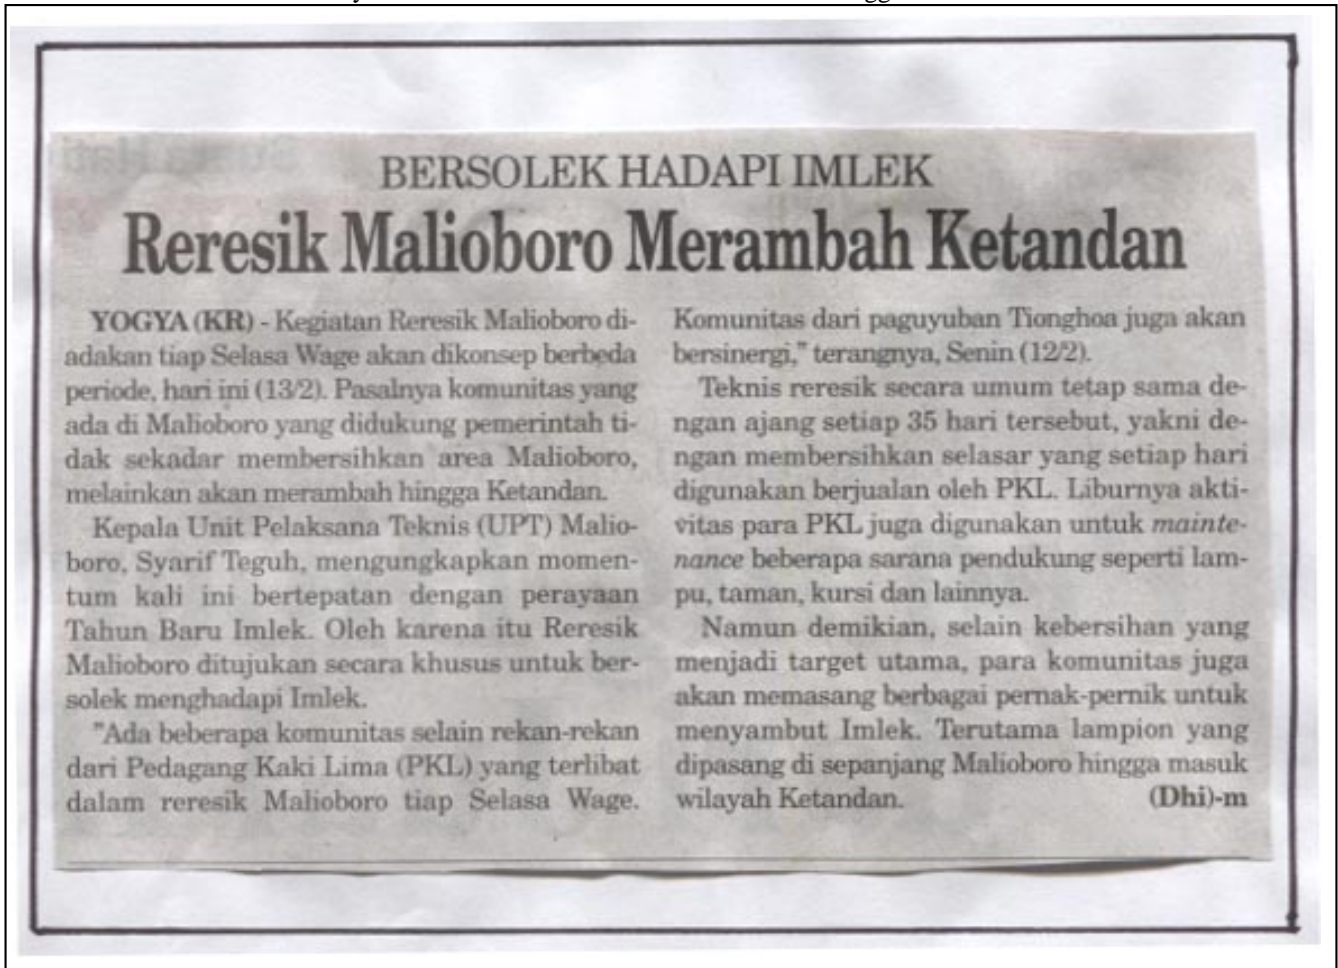 BERSOLEK HADAPI IMLEK
Reresik Malioboro Merambah Ketandan
YOGYA (KR) - Kegiatan Reresik Malioboro di-
adakan tiap Selasa Wage akan dikonsep berbeda
periode, hari ini (13/2). Pasalnya komunitas yang
ada di Malioboro yang didukung pemerintah ti-
dak sekadar membersihkan area Malioboro,
melainkan akan merambah hingga Ketandan.
Kepala Unit Pelaksana Teknis (UPT) Malio-
boro, Syarif Teguh, mengungkapkan momen-
tum kali ini bertepatan dengan perayaan
Tahun Baru Imlek. Oleh karena itu Reresik
Malioboro ditujukan secara khusus untuk ber-
solek menghadapi Imlek.
"Ada beberapa komunitas selain rekan-rekan
dari Pedagang Kaki Lima (PKL) yang terlibat
dalam reresik Malioboro tiap Selasa Wage.
Komunitas dari paguyuban Tionghoa juga akan
bersinergi," terangnya, Senin (12/2).
Teknis reresik secara umum tetap sama de-
ngan ajang setiap 35 hari tersebut, yakni de-
ngan membersihkan selasar yang setiap hari
digunakan berjualan oleh PKL. Liburnya akti-
vitas para PKL juga digunakan untuk mainte-
nance beberapa sarana pendukung seperti lam-
pu, taman, kursi dan lainnya.
Namun demikian, selain kebersihan yang
menjadi target utama, para komunitas juga
akan memasang berbagai pernak-pernik untuk
menyambut Imlek. Terutama lampion yang
dipasang di sepanjang Malioboro hingga masuk
wilayah Ketandan. (Dhi)-m